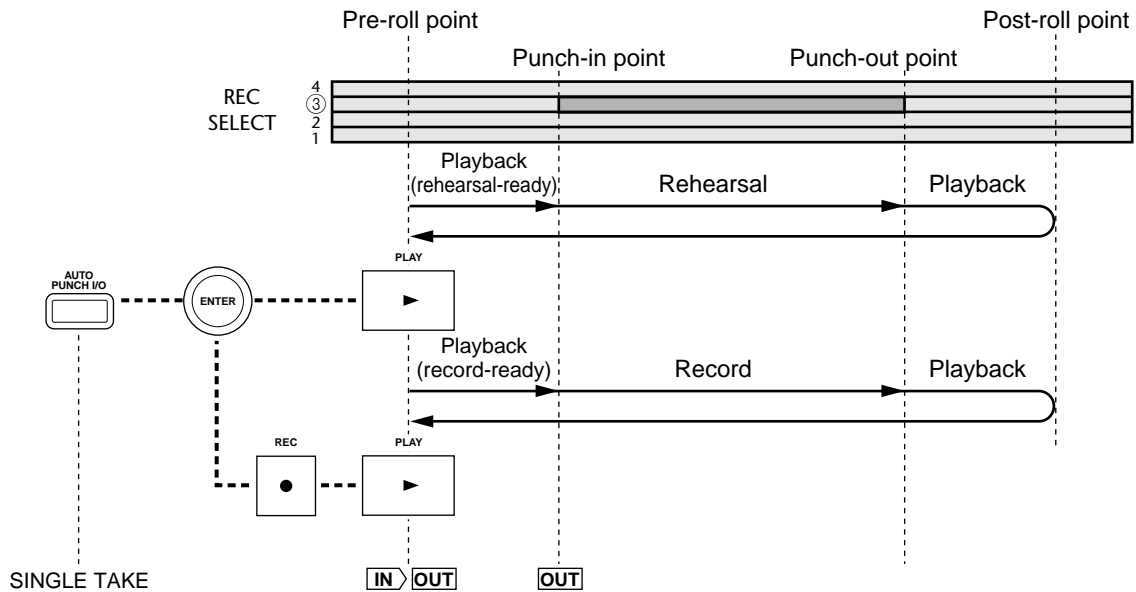 Pre-roll point
Post-roll point
Punch-in point
Punch-out point
REC
SELECT
4
③
2
1
Playback
(rehearsal-ready)
Rehearsal
Playback
PLAY
AUTO
PUNCH I/O
ENTER
Playback
(record-ready)
Record
Playback
REC
PLAY
SINGLE TAKE
IN OUT
OUT